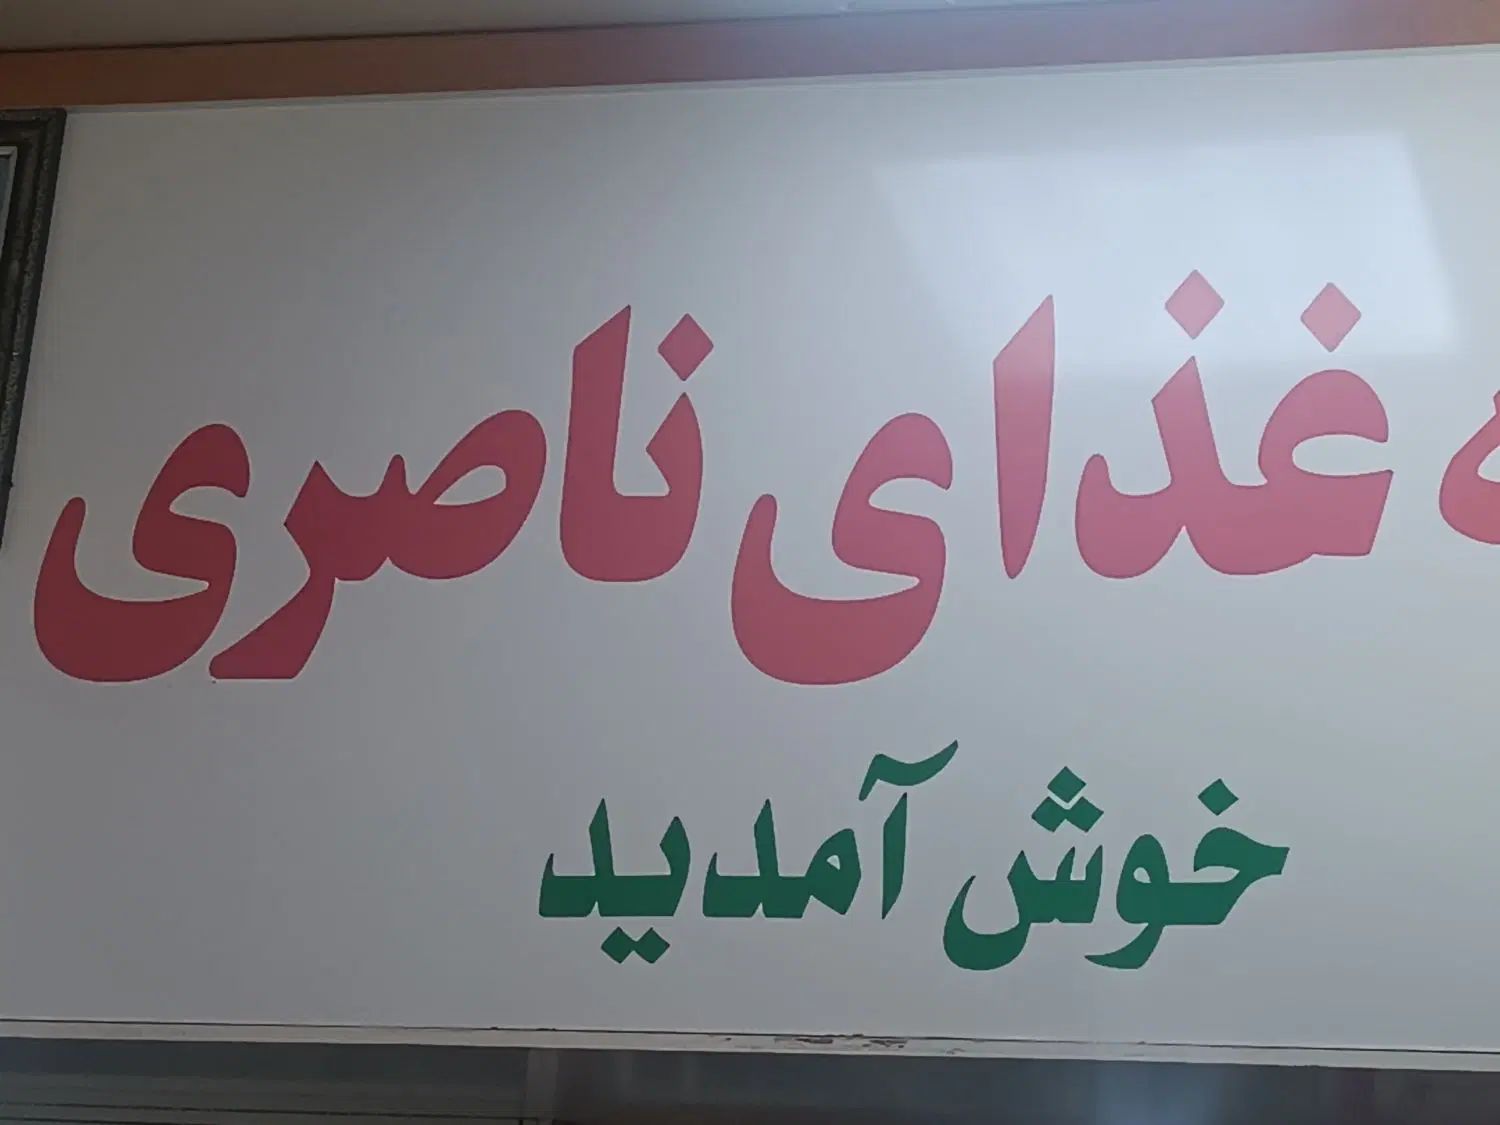 غذای ناصری
خوش آمدید